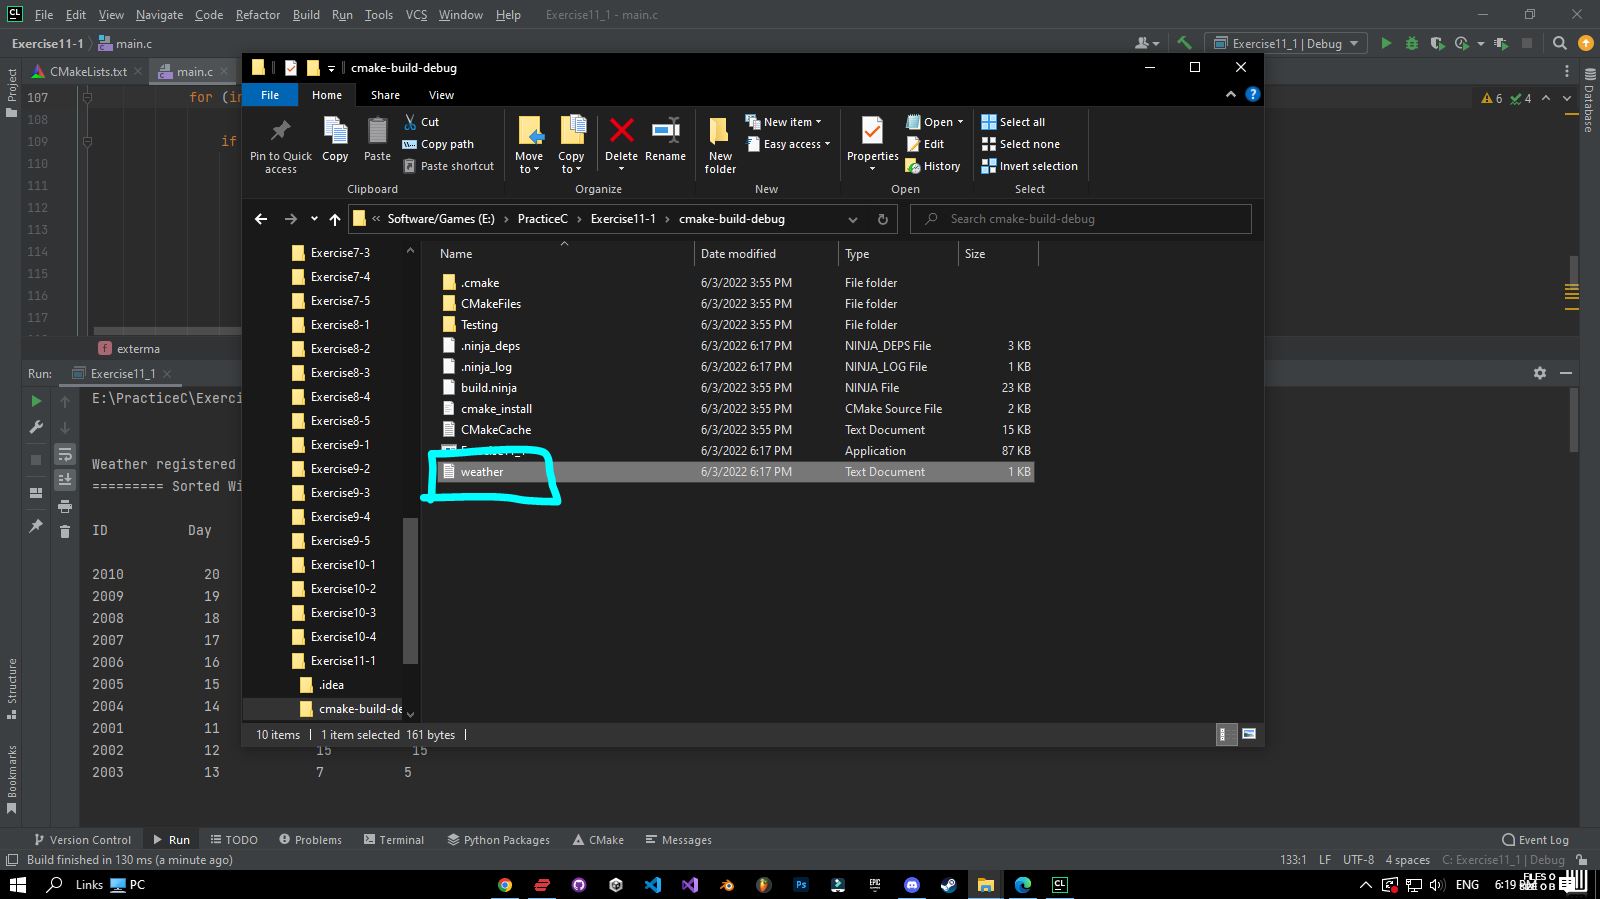 File Edit View Navigate Code Refactor Build Run Tools VCS Window Help Exercise11_1 - main.c
Exercise11-1 main.c Exercise11_1 | Debug
Project
CMakeLists.txt main.c
cmake-build-debug
File Home Share View
107 for (in
108
109 if
110
111
112
113
114
115
116
117
6 4
Database
Pin to Quick access
Copy
Paste
Cut
Copy path
Paste shortcut
Clipboard
Move to
Copy to
Delete
Rename
Organize
New folder
New item
Easy access
New
Properties
Open
Edit
History
Open
Select all
Select none
Invert selection
Select
« Software/Games (E:) › PracticeC › Exercise11-1 › cmake-build-debug
Search cmake-build-debug
Exercise7-3
Exercise7-4
Exercise7-5
Exercise8-1
Exercise8-2
Exercise8-3
Exercise8-4
Exercise8-5
Exercise9-1
Exercise9-2
Exercise9-3
Exercise9-4
Exercise9-5
Exercise10-1
Exercise10-2
Exercise10-3
Exercise10-4
Exercise11-1
.idea
cmake-build-de
Name Date modified Type Size
.cmake 6/3/2022 3:55 PM File folder
CMakeFiles 6/3/2022 3:55 PM File folder
Testing 6/3/2022 3:55 PM File folder
.ninja_deps 6/3/2022 6:17 PM NINJA_DEPS File 3 KB
.ninja_log 6/3/2022 6:17 PM NINJA_LOG File 1 KB
build.ninja 6/3/2022 3:55 PM NINJA File 23 KB
cmake_install 6/3/2022 3:55 PM CMake Source File 2 KB
CMakeCache 6/3/2022 3:55 PM Text Document 15 KB
6/3/2022 6:17 PM Application 87 KB
weather 6/3/2022 6:17 PM Text Document 1 KB
10 items 1 item selected 161 bytes
f exterma
Run: Exercise11_1
E:\PracticeC\Exerci
Weather registered
========= Sorted Wi
ID Day
2010 20
2009 19
2008 18
2007 17
2006 16
2005 15
2004 14
2001 11
2002 12 15 15
2003 13 7 5
Structure
Bookmarks
Version Control Run TODO Problems Terminal Python Packages CMake Messages Event Log
Build finished in 130 ms (a minute ago) 133:1 LF UTF-8 4 spaces C: Exercise11_1 | Debug
Links PC Ps EPIC CL ENG 6:19